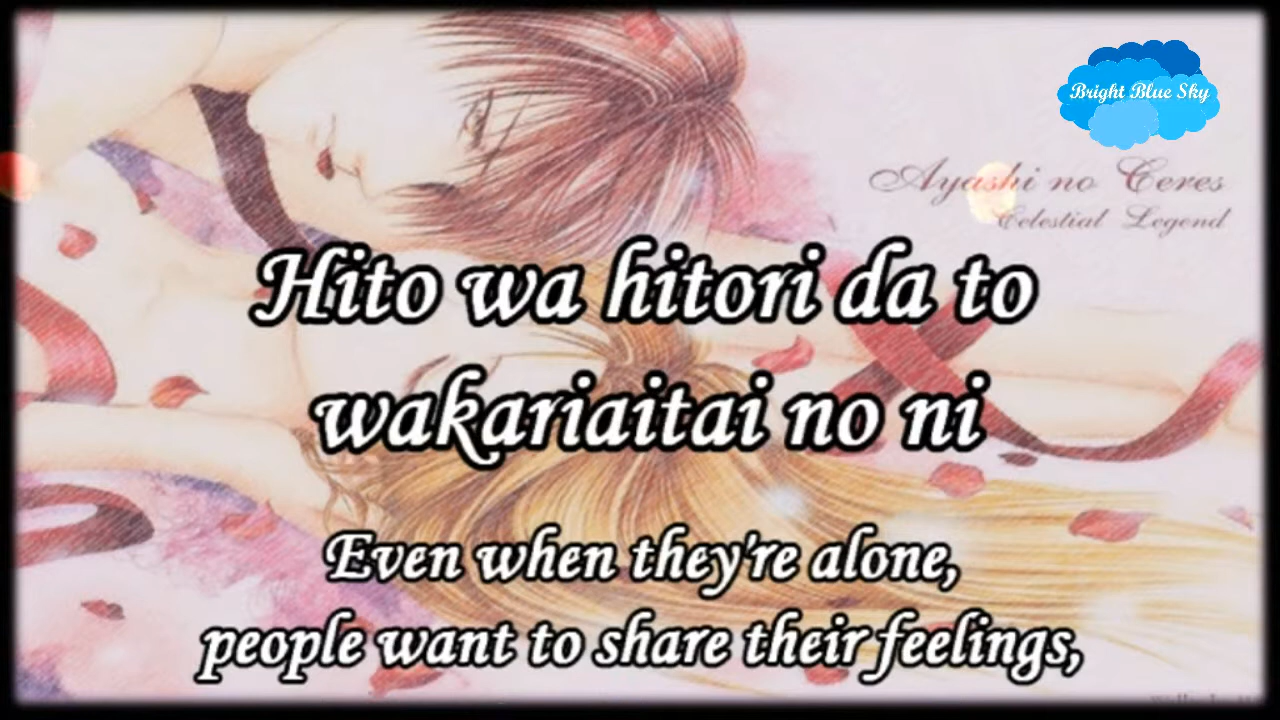 Bright Blue Sky
Ayashi no Ceres
Celestial Legend
Hito wa hitori da to
wakariaitai no ni
Even when they're alone,
people want to share their feelings,